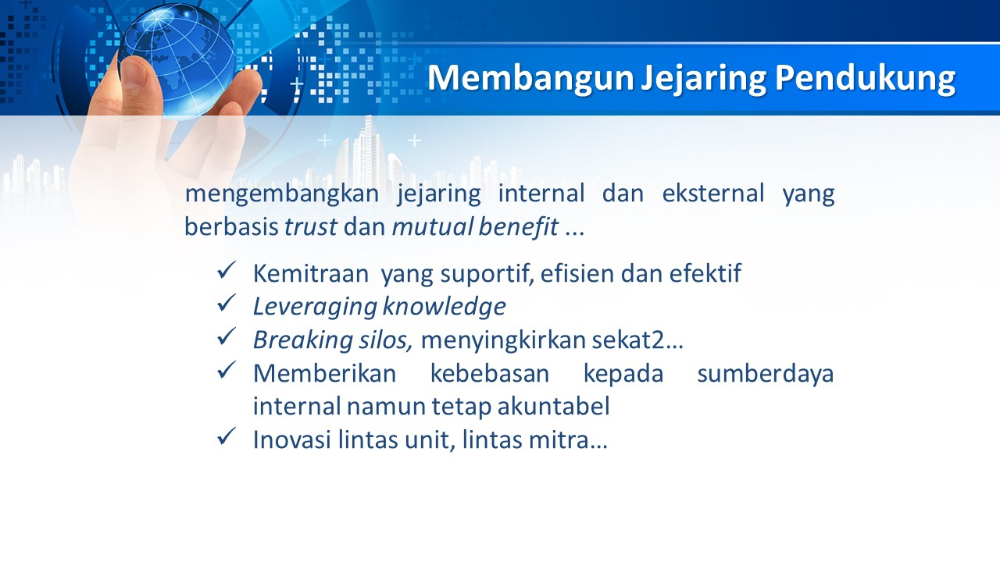 Membangun Jejaring Pendukung
mengembangkan jejaring internal dan eksternal yang
berbasis trust dan mutual benefit ...
✓ Kemitraan yang suportif, efisien dan efektif
✓ Leveraging knowledge
✓ Breaking silos, menyingkirkan sekat2…
✓ Memberikan kebebasan kepada sumberdaya
internal namun tetap akuntabel
✓ Inovasi lintas unit, lintas mitra…